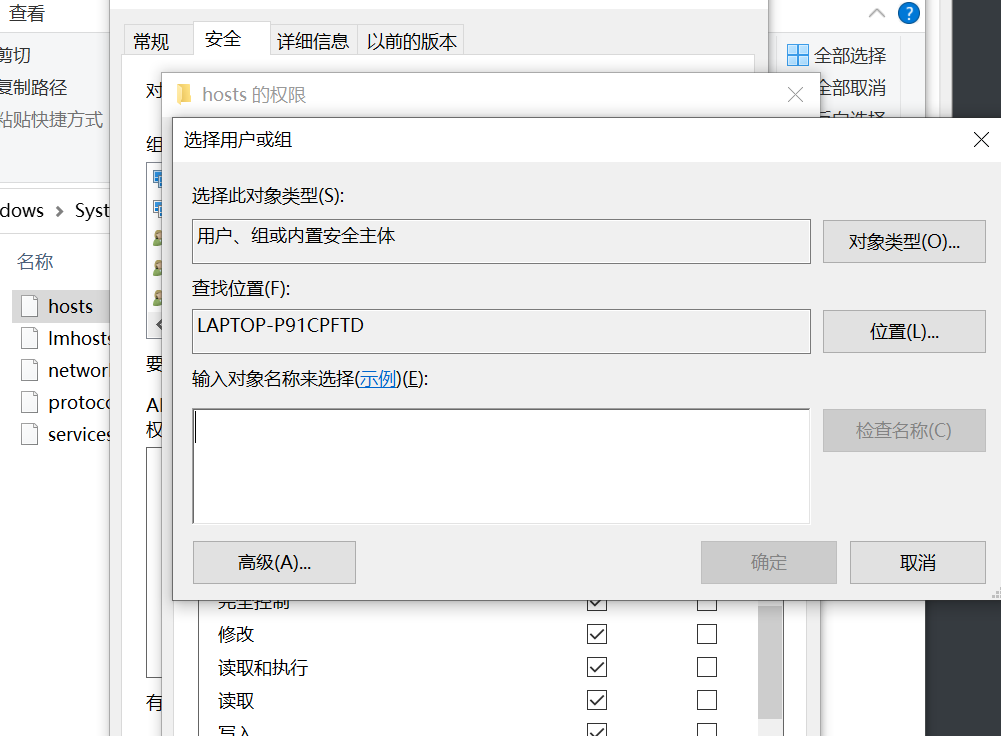 查看
剪切
复制路径
粘贴快捷方式
dows > Syst
名称
hosts
lmhosts
networ
protoco
services
常规
安全
详细信息
以前的版本
对
组
要
权
有
全部选择
全部取消
hosts 的权限
选择用户或组
选择此对象类型(S):
用户、组或内置安全主体
对象类型(O)...
查找位置(F):
LAPTOP-P91CPFTD
位置(L)...
输入对象名称来选择(示例)(E):
检查名称(C)
高级(A)...
确定
取消
完全控制
修改
读取和执行
读取
写入